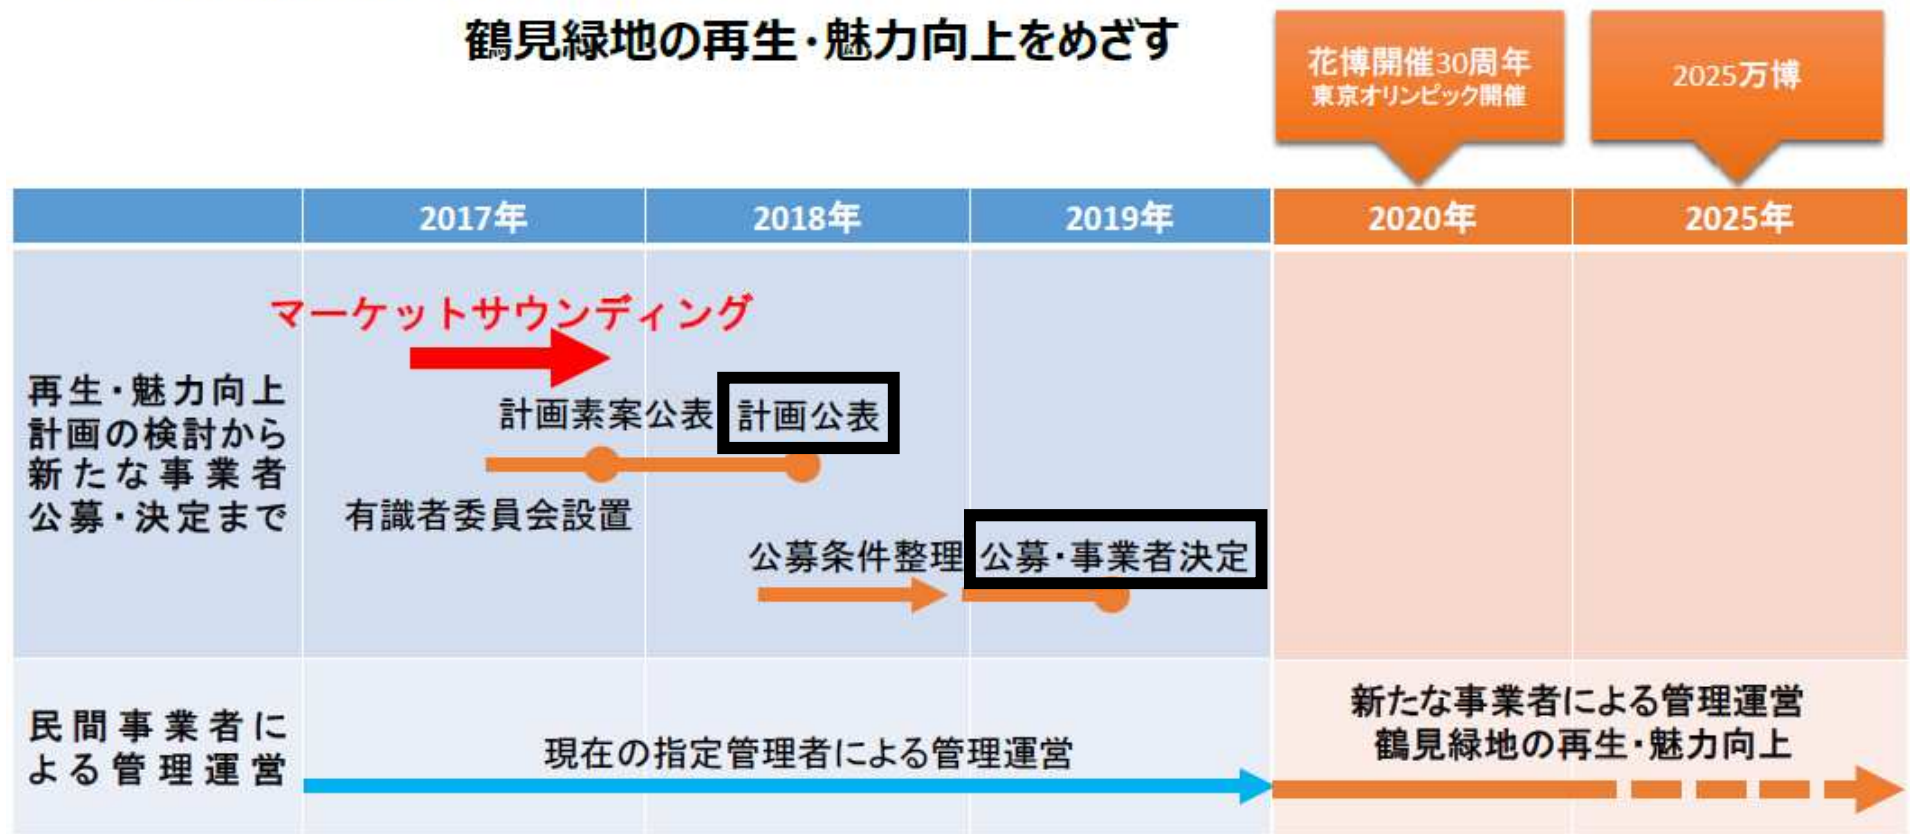 鶴見緑地の再生・魅力向上をめざす
花博開催30周年
東京オリンピック開催
2025万博
2017年
2018年
2019年
2020年
2025年
マーケットサウンディング
再生・魅力向上
計画の検討から
新たな事業者
公募・決定まで
計画素案公表
計画公表
有識者委員会設置
公募条件整理
公募・事業者決定
民間事業者に
よる管理運営
現在の指定管理者による管理運営
新たな事業者による管理運営
鶴見緑地の再生・魅力向上